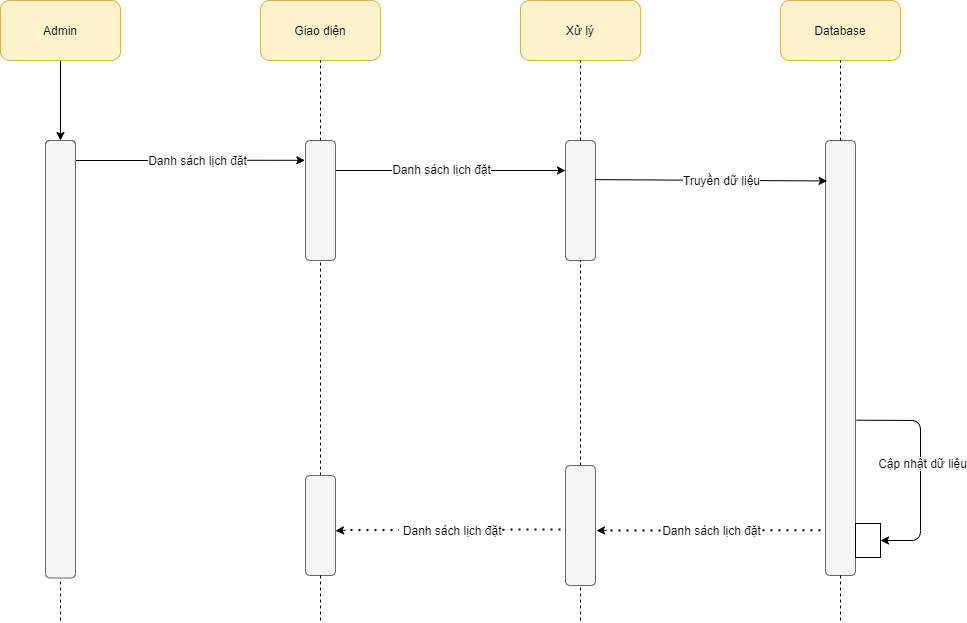 Admin
Giao diện
Xử lý
Database
Danh sách lịch đặt
Danh sách lịch đặt
Truyền dữ liệu
Cập nhất dữ liệu
Danh sách lịch đặt
Danh sách lịch đặt